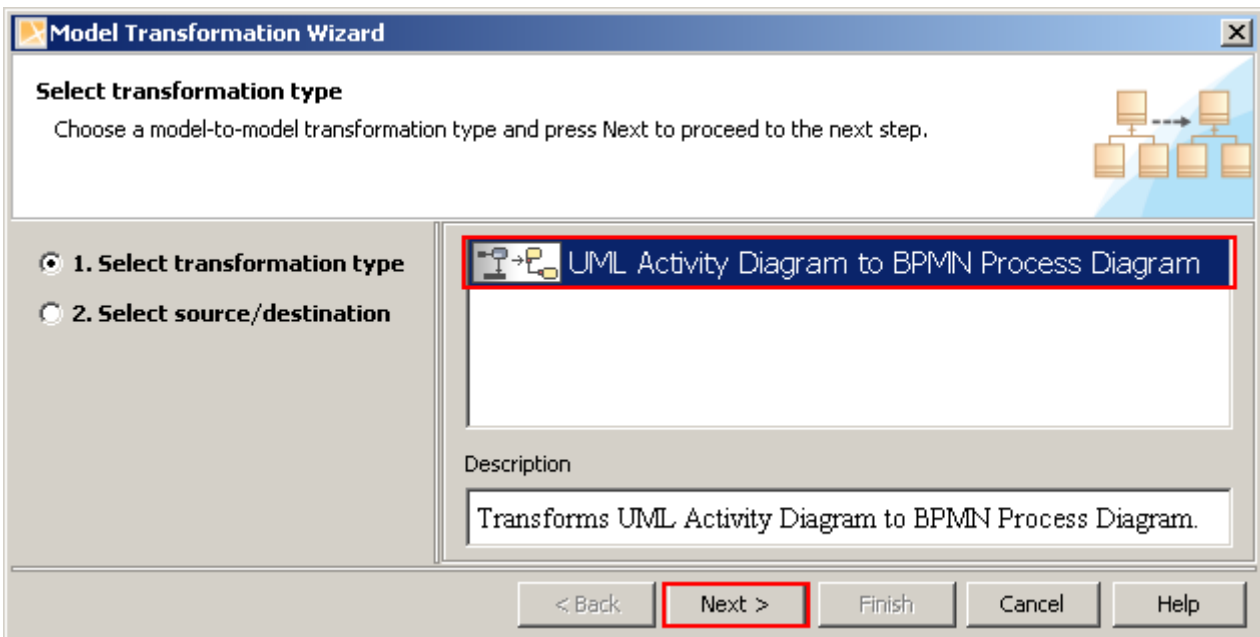 Model Transformation Wizard
Select transformation type
Choose a model-to-model transformation type and press Next to proceed to the next step.
1. Select transformation type
2. Select source/destination
UML Activity Diagram to BPMN Process Diagram
Description
Transforms UML Activity Diagram to BPMN Process Diagram.
< Back
Next >
Finish
Cancel
Help